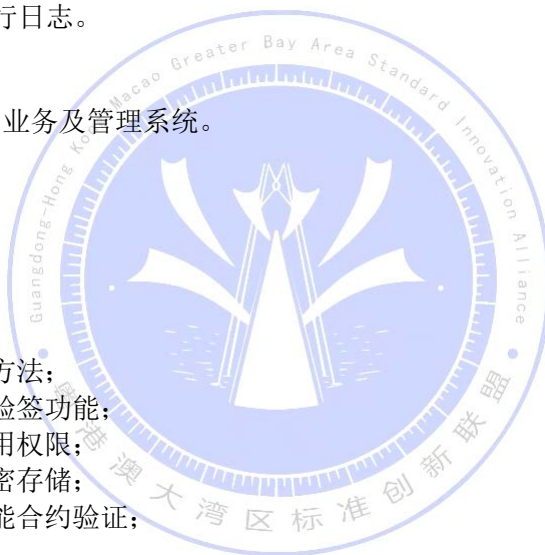 行日志。
业务及管理系统。
Guangdong-Hong Kong-Macao Greater Bay Area Standard Innovation Alliance
方法；
验签功能；
用权限；
密存储；
能合约验证；
粤港澳大湾区标准创新联盟